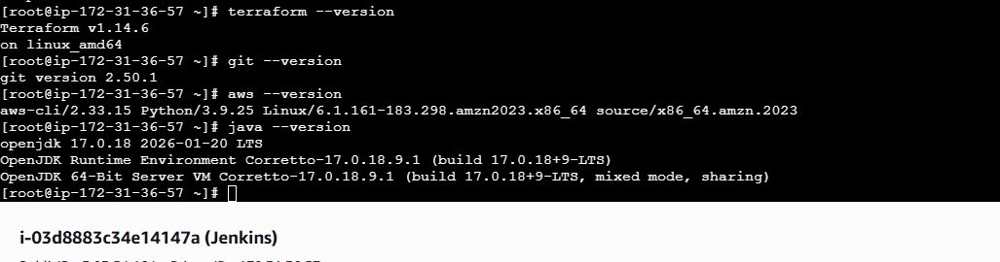 [root@ip-172-31-36-57 ~]# terraform --version
Terraform v1.14.6
on linux_amd64
[root@ip-172-31-36-57 ~]# git --version
git version 2.50.1
[root@ip-172-31-36-57 ~]# aws --version
aws-cli/2.33.15 Python/3.9.25 Linux/6.1.161-183.298.amzn2023.x86_64 source/x86_64.amzn.2023
[root@ip-172-31-36-57 ~]# java --version
openjdk 17.0.18 2026-01-20 LTS
OpenJDK Runtime Environment Corretto-17.0.18.9.1 (build 17.0.18+9-LTS)
OpenJDK 64-Bit Server VM Corretto-17.0.18.9.1 (build 17.0.18+9-LTS, mixed mode, sharing)
[root@ip-172-31-36-57 ~]#
i-03d8883c34e14147a (Jenkins)